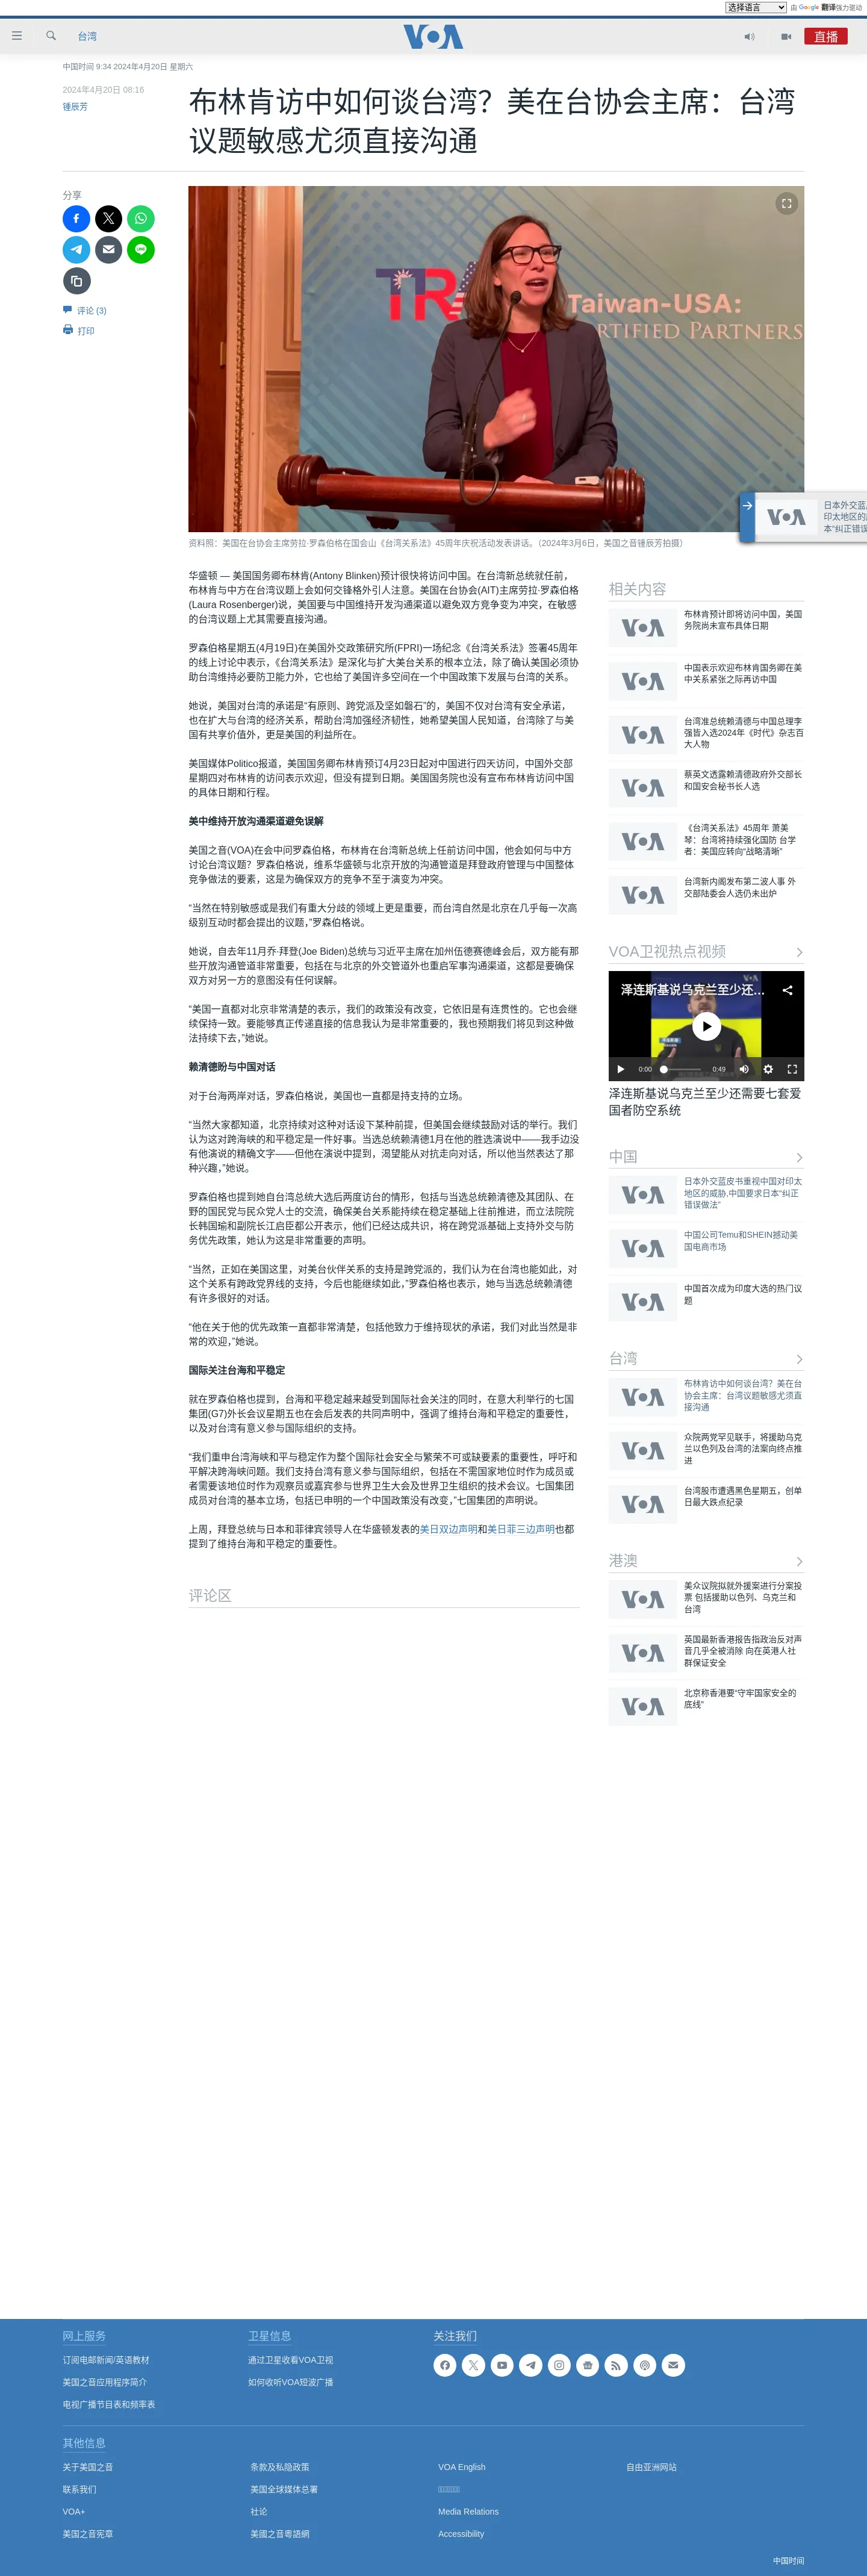 选择语言 由 Google 翻译强力驱动
台湾
VOA
直播
中国时间 9:34 2024年4月20日 星期六
2024年4月20日 08:16
锺辰芳
布林肯访中如何谈台湾？美在台协会主席：台湾
议题敏感尤须直接沟通
分享
评论 (3)
打印
TRA
Taiwan-USA:
CERTIFIED PARTNERS
日本外交蓝
印太地区的
本“纠正错误
资料照：美国在台协会主席劳拉·罗森伯格在国会山《台湾关系法》45周年庆祝活动发表讲话。（2024年3月6日，美国之音锺辰芳拍摄）
华盛顿 — 美国国务卿布林肯(Antony Blinken)预计很快将访问中国。在台湾新总统就任前，
布林肯与中方在台湾议题上会如何交锋格外引人注意。美国在台协会(AIT)主席劳拉·罗森伯格
(Laura Rosenberger)说，美国要与中国维持开发沟通渠道以避免双方竞争变为冲突，在敏感
的台湾议题上尤其需要直接沟通。
罗森伯格星期五(4月19日)在美国外交政策研究所(FPRI)一场纪念《台湾关系法》签署45周年
的线上讨论中表示，《台湾关系法》是深化与扩大美台关系的根本立法，除了确认美国必须协
助台湾维持必要防卫能力外，它也给了美国许多空间在一个中国政策下发展与台湾的关系。
她说，美国对台湾的承诺是“有原则、跨党派及坚如磐石”的，美国不仅对台湾有安全承诺，
也在扩大与台湾的经济关系，帮助台湾加强经济韧性，她希望美国人民知道，台湾除了与美
国有共享价值外，更是美国的利益所在。
美国媒体Politico报道，美国国务卿布林肯预订4月23日起对中国进行四天访问，中国外交部
星期四对布林肯的访问表示欢迎，但没有提到日期。美国国务院也没有宣布布林肯访问中国
的具体日期和行程。
美中维持开放沟通渠道避免误解
美国之音(VOA)在会中问罗森伯格，布林肯在台湾新总统上任前访问中国，他会如何与中方
讨论台湾议题？罗森伯格说，维系华盛顿与北京开放的沟通管道是拜登政府管理与中国整体
竞争做法的要素，这是为确保双方的竞争不至于演变为冲突。
“当然在特别敏感或是我们有重大分歧的领域上更是重要，而台湾自然是北京在几乎每一次高
级别互动时都会提出的议题，”罗森伯格说。
她说，自去年11月乔·拜登(Joe Biden)总统与习近平主席在加州伍德赛德峰会后，双方能有那
些开放沟通管道非常重要，包括在与北京的外交管道外也重启军事沟通渠道，这都是要确保
双方对另一方的意图没有任何误解。
“美国一直都对北京非常清楚的表示，我们的政策没有改变，它依旧是有连贯性的。它也会继
续保持一致。要能够真正传递直接的信息我认为是非常重要的，我也预期我们将见到这种做
法持续下去，”她说。
赖清德盼与中国对话
对于台海两岸对话，罗森伯格说，美国也一直都是持支持的立场。
“当然大家都知道，北京持续对这种对话设下某种前提，但美国会继续鼓励对话的举行。我们
认为这对跨海峡的和平稳定是一件好事。当选总统赖清德1月在他的胜选演说中——我手边没
有他演说的精确文字——但他在演说中提到，渴望能从对抗走向对话，所以他当然表达了那
种兴趣，”她说。
罗森伯格也提到她自台湾总统大选后两度访台的情形，包括与当选总统赖清德及其团队、在
野的国民党与民众党人士的交流，确保美台关系能持续在稳定基础上往前推进，而立法院院
长韩国瑜和副院长江启臣都公开表示，他们已经达成共识，将在跨党派基础上支持外交与防
务优先政策，她认为这是非常重要的声明。
“当然，正如在美国这里，对美台伙伴关系的支持是跨党派的，我们认为在台湾也能如此，对
这个关系有跨政党界线的支持，今后也能继续如此，”罗森伯格也表示，她与当选总统赖清德
有许多很好的对话。
“他在关于他的优先政策一直都非常清楚，包括他致力于维持现状的承诺，我们对此当然是非
常的欢迎，”她说。
国际关注台海和平稳定
就在罗森伯格也提到，台海和平稳定越来越受到国际社会关注的同时，在意大利举行的七国
集团(G7)外长会议星期五也在会后发表的共同声明中，强调了维持台海和平稳定的重要性，
以及对台湾有意义参与国际组织的支持。
“我们重申台湾海峡和平与稳定作为整个国际社会安全与繁荣不可或缺要素的重要性，呼吁和
平解决跨海峡问题。我们支持台湾有意义参与国际组织，包括在不需国家地位时作为成员或
者需要该地位时作为观察员或嘉宾参与世界卫生大会及世界卫生组织的技术会议。七国集团
成员对台湾的基本立场，包括已申明的一个中国政策没有改变，”七国集团的声明说。
上周，拜登总统与日本和菲律宾领导人在华盛顿发表的美日双边声明和美日菲三边声明也都
提到了维持台海和平稳定的重要性。
评论区
相关内容
布林肯预计即将访问中国，美国
务院尚未宣布具体日期
中国表示欢迎布林肯国务卿在美
中关系紧张之际再访中国
台湾准总统赖清德与中国总理李
强皆入选2024年《时代》杂志百
大人物
蔡英文透露赖清德政府外交部长
和国安会秘书长人选
《台湾关系法》45周年 萧美
琴：台湾将持续强化国防 台学
者：美国应转向“战略清晰”
台湾新内阁发布第二波人事 外
交部陆委会人选仍未出炉
VOA卫视热点视频
泽连斯基说乌克兰至少还...
0:00 0:49
泽连斯基说乌克兰至少还需要七套爱
国者防空系统
中国
日本外交蓝皮书重视中国对印太
地区的威胁,中国要求日本“纠正
错误做法”
中国公司Temu和SHEIN撼动美
国电商市场
中国首次成为印度大选的热门议
题
台湾
布林肯访中如何谈台湾？美在台
协会主席：台湾议题敏感尤须直
接沟通
众院两党罕见联手，将援助乌克
兰以色列及台湾的法案向终点推
进
台湾股市遭遇黑色星期五，创单
日最大跌点纪录
港澳
美众议院拟就外援案进行分案投
票 包括援助以色列、乌克兰和
台湾
英国最新香港报告指政治反对声
音几乎全被消除 向在英港人社
群保证安全
北京称香港要“守牢国家安全的
底线”
网上服务
订阅电邮新闻/英语教材
美国之音应用程序简介
电视广播节目表和频率表
卫星信息
通过卫星收看VOA卫视
如何收听VOA短波广播
关注我们
其他信息
关于美国之音
联系我们
VOA+
美国之音宪章
条款及私隐政策
美国全球媒体总署
社论
美國之音粵語網
VOA English
Media Relations
Accessibility
自由亚洲网站
中国时间